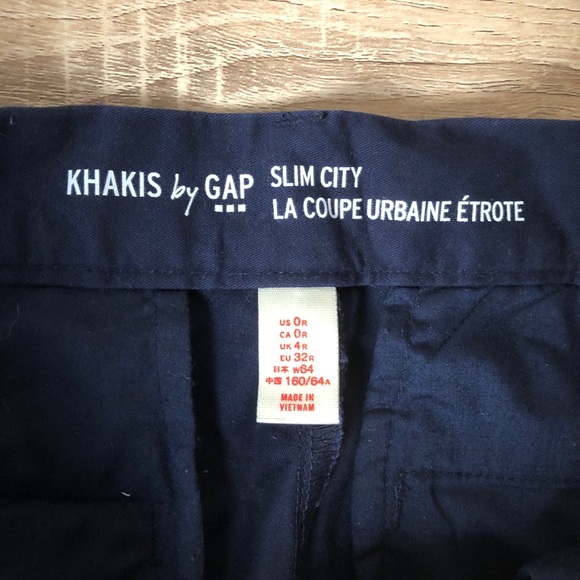 KHAKIS by GAP
SLIM CITY
LA COUPE URBAINE ÉTROTE
US 0R
CA 0R
UK 4R
EU 32R
日本 W64
中国 160/64A
MADE IN
VIETNAM